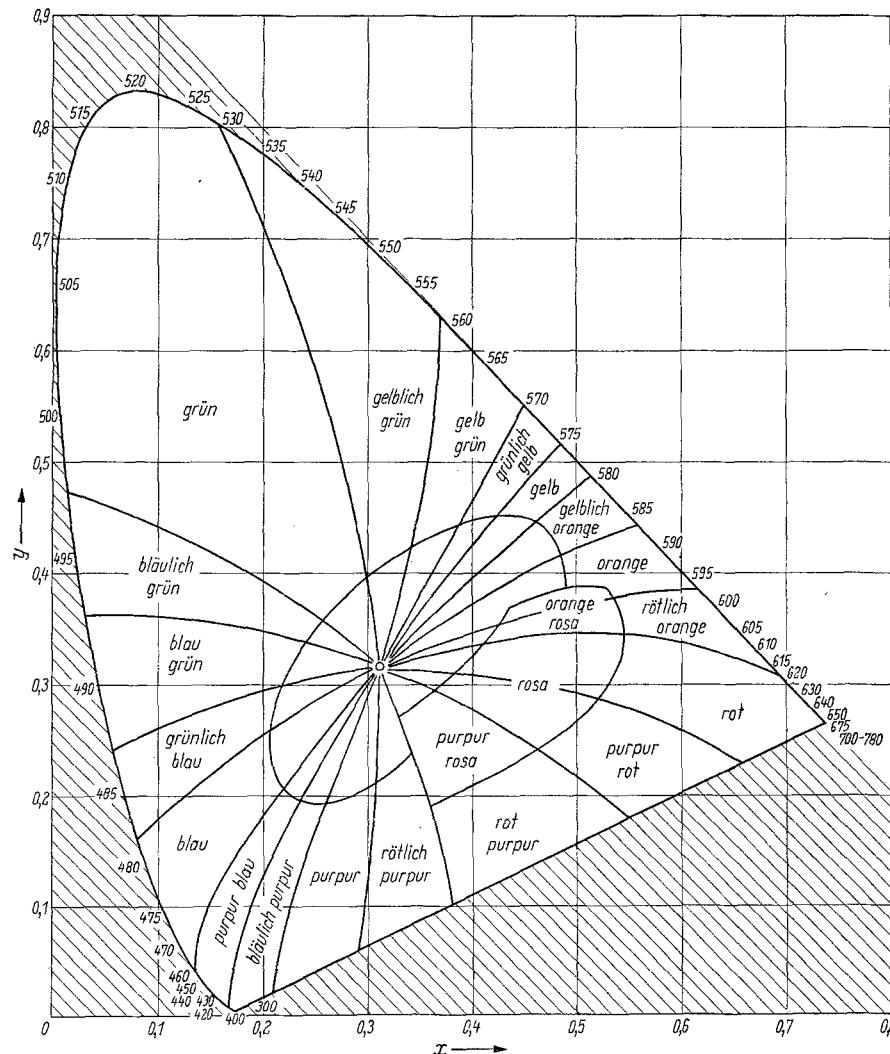 0,9
520
525
515
530
0,8
535
510
540
545
0,7
550
505
555
560
0,6
565
gelblich
grün
grün
gelb
grün
570
500
grünlich
gelb
575
0,5
gelb
580
y
gelblich
orange
585
495
bläulich
grün
590
0,4
orange
595
orange
rosa
rötlich
orange
600
605
blau
grün
610
615
490
620
0,3
rosa
630
640
rot
650
675
700-780
grünlich
blau
purpur
rosa
purpur
rot
485
0,2
blau
rot
purpur
480
purpur blau
bläulich purpur
purpur
rötlich
purpur
0,1
475
470
460
450
440
430
420
400
300
0
0,1
0,2
0,3
0,4
0,5
0,6
0,7
x